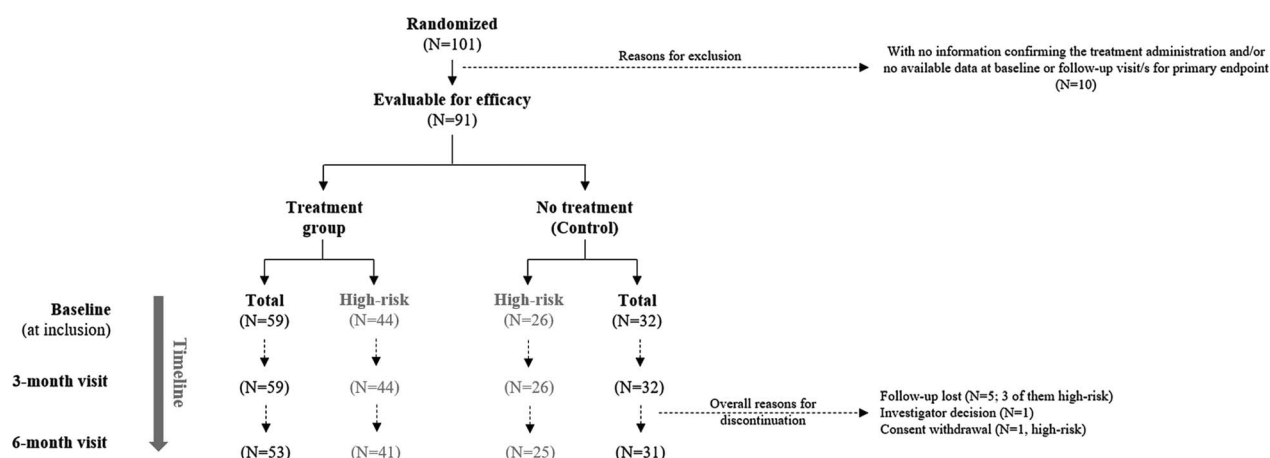 Randomized
(N=101)
Reasons for exclusion
With no information confirming the treatment administration and/or
no available data at baseline or follow-up visit/s for primary endpoint
(N=10)
Evaluable for efficacy
(N=91)
Treatment
group
No treatment
(Control)
Timeline
Baseline
(at inclusion)
Total
(N=59)
High-risk
(N=44)
High-risk
(N=26)
Total
(N=32)
3-month visit
(N=59)
(N=44)
(N=26)
(N=32)
Overall reasons for
discontinuation
Follow-up lost (N=5; 3 of them high-risk)
Investigator decision (N=1)
Consent withdrawal (N=1, high-risk)
6-month visit
(N=53)
(N=41)
(N=25)
(N=31)